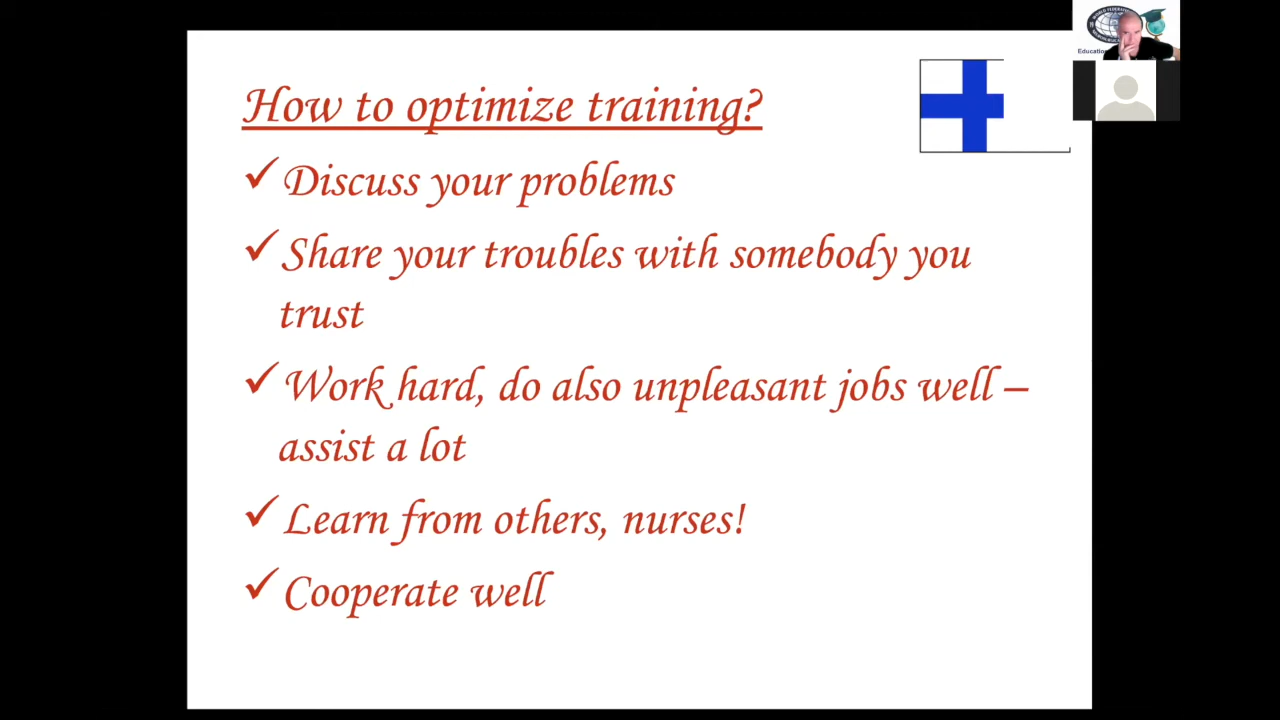 How to optimize training?
✓Discuss your problems
✓Share your troubles with somebody you
trust
✓Work hard, do also unpleasant jobs well –
assist a lot
✓Learn from others, nurses!
✓Cooperate well
Education